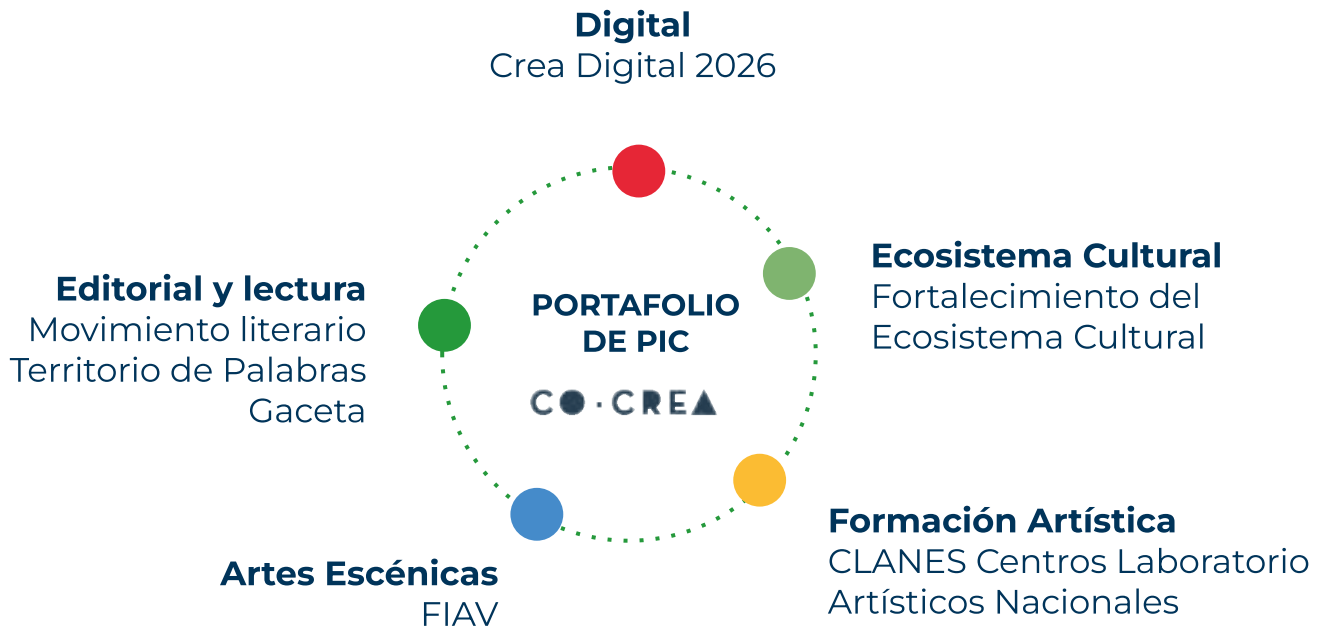 Digital
Crea Digital 2026
Ecosistema Cultural
Fortalecimiento del
Ecosistema Cultural
Editorial y lectura
Movimiento literario
Territorio de Palabras
Gaceta
PORTAFOLIO
DE PIC
CO·CREA
Formación Artística
CLANES Centros Laboratorio
Artísticos Nacionales
Artes Escénicas
FIAV